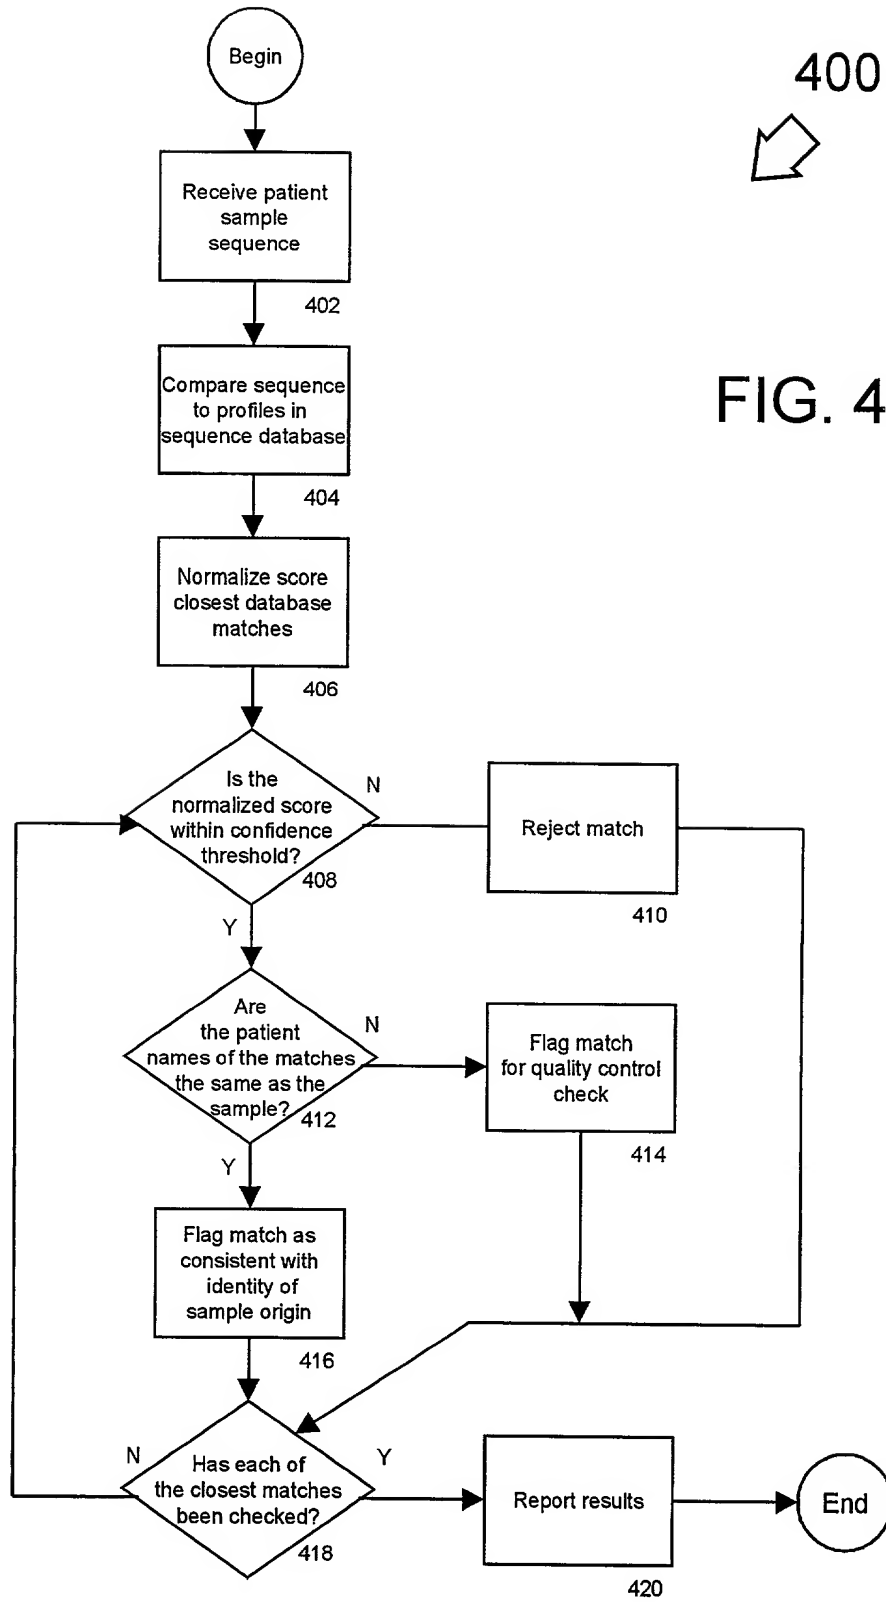 Begin
400
Receive patient
sample
sequence
402
Compare sequence
to profiles in
sequence database
FIG. 4
404
Normalize score
closest database
matches
406
Is the
normalized score
within confidence
threshold?
408
N
Reject match
410
Y
Are
the patient
names of the matches
the same as the
sample?
412
N
Flag match
for quality control
check
414
Y
Flag match as
consistent with
identity of
sample origin
416
N
Has each of
the closest matches
been checked?
418
Y
Report results
420
End